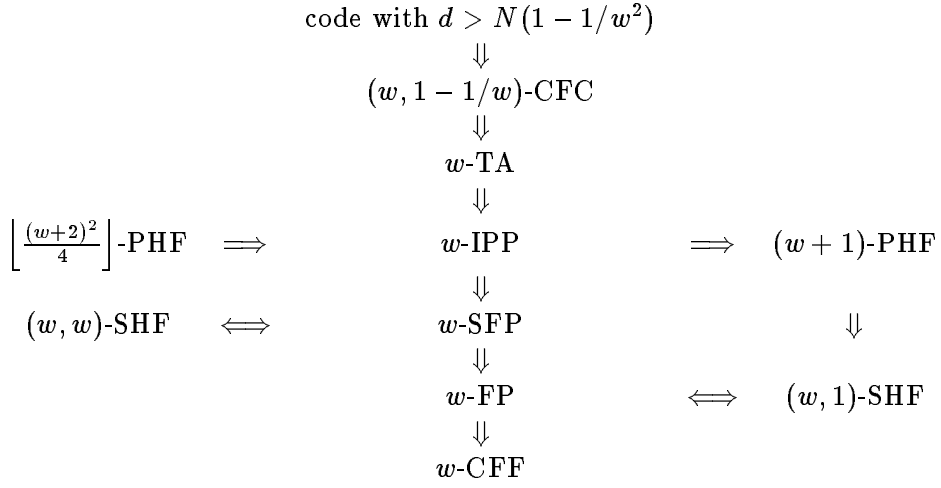 code with d > N(1 − 1/w²)
⇓
(w, 1 − 1/w)-CFC
⇓
w-TA
⇓
⌊(w+2)²/4⌋-PHF ⟹ w-IPP ⟹ (w + 1)-PHF
⇓
(w, w)-SHF ⟺ w-SFP ⇓
⇓
w-FP ⟺ (w, 1)-SHF
⇓
w-CFF